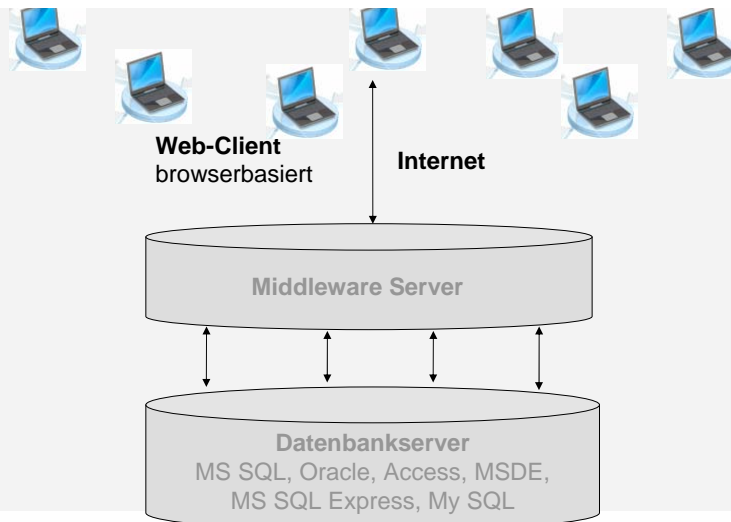 Web-Client
browserbasiert
Internet
Middleware Server
Datenbankserver
MS SQL, Oracle, Access, MSDE,
MS SQL Express, My SQL